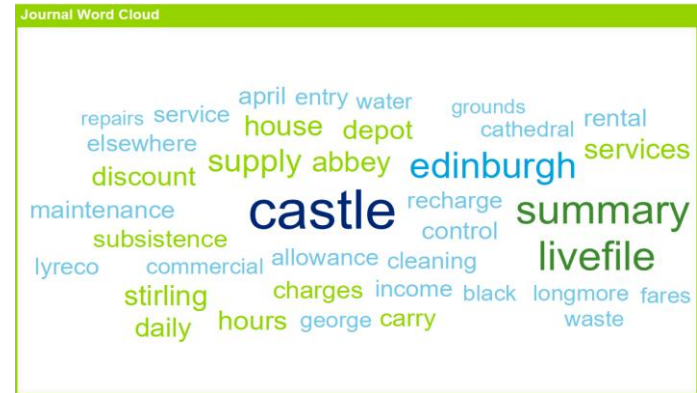 Journal Word Cloud
april entry water
grounds
repairs service
house depot
cathedral rental
elsewhere
services
supply abbey edinburgh
discount
castle recharge summary
maintenance
control
subsistence
livefile
lyreco commercial allowance cleaning
stirling charges income black longmore fares
daily hours george carry waste